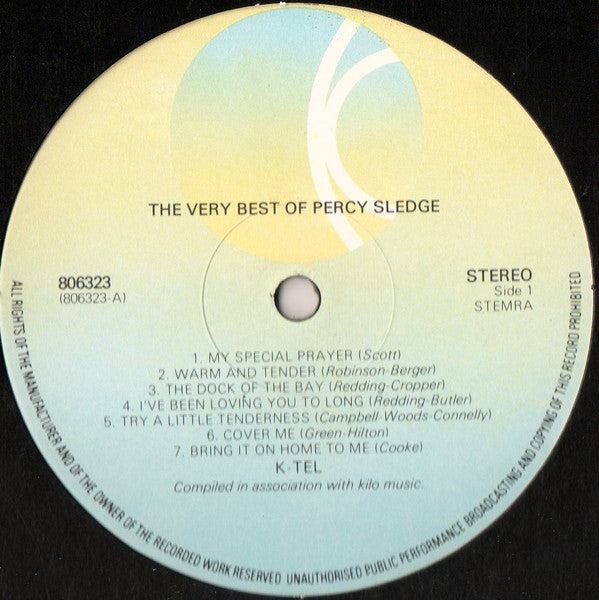 THE VERY BEST OF PERCY SLEDGE
806323
(806323-A)
STEREO
Side 1
STEMRA
1. MY SPECIAL PRAYER (Scott)
2. WARM AND TENDER (Robinson-Berger)
3. THE DOCK OF THE BAY (Redding-Cropper)
4. I'VE BEEN LOVING YOU TO LONG (Redding-Butler)
5. TRY A LITTLE TENDERNESS (Campbell-Woods-Connelly)
6. COVER ME (Green-Hilton)
7. BRING IT ON HOME TO ME (Cooke)
K-TEL
Compiled in association with kilo music.
ALL RIGHTS OF THE MANUFACTURER AND OF THE OWNER OF THE RECORDED WORK RESERVED UNAUTHORISED PUBLIC PERFORMANCE BROADCASTING AND COPYING OF THIS RECORD PROHIBITED